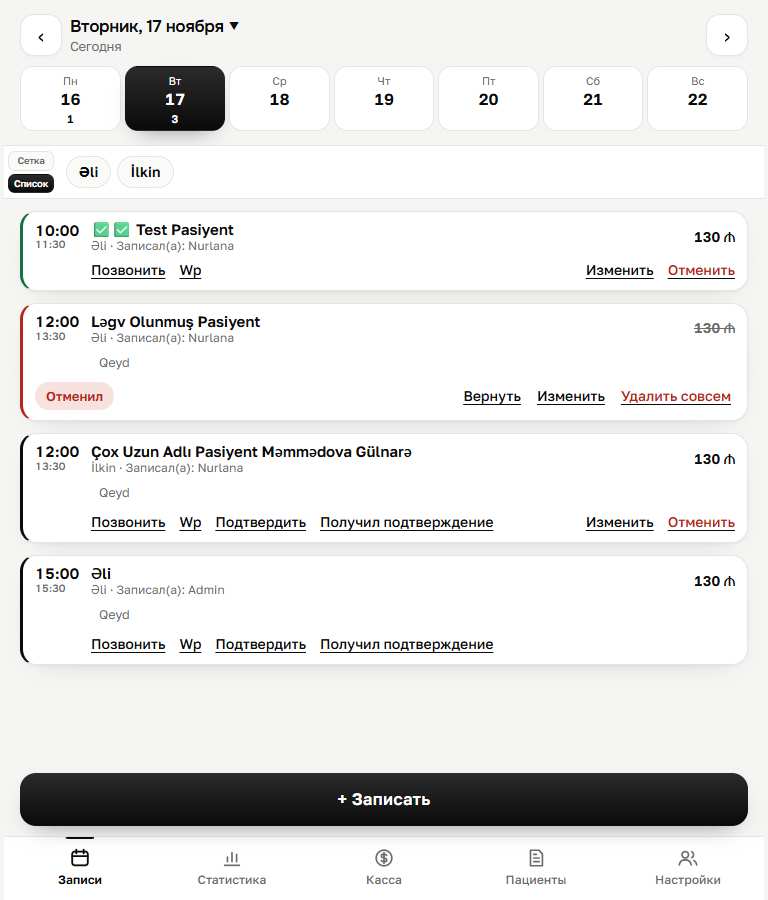 ‹
Вторник, 17 ноября ▼
Сегодня
›
Пн
16
1
Вт
17
3
Ср
18
Чт
19
Пт
20
Сб
21
Вс
22
Сетка
Список
Əli
İlkin
10:00
11:30
✅ ✅ Test Pasiyent
Əli · Записал(а): Nurlana
130 ₼
Позвонить Wp Изменить Отменить
12:00
13:30
Ləgv Olunmuş Pasiyent
Əli · Записал(а): Nurlana
130 ₼
Qeyd
Отменил Вернуть Изменить Удалить совсем
12:00
13:30
Çox Uzun Adlı Pasiyent Məmmədova Gülnarə
İlkin · Записал(а): Nurlana
130 ₼
Qeyd
Позвонить Wp Подтвердить Получил подтверждение Изменить Отменить
15:00
15:30
Əli
Əli · Записал(а): Admin
130 ₼
Qeyd
Позвонить Wp Подтвердить Получил подтверждение
+ Записать
Записи Статистика Касса Пациенты Настройки